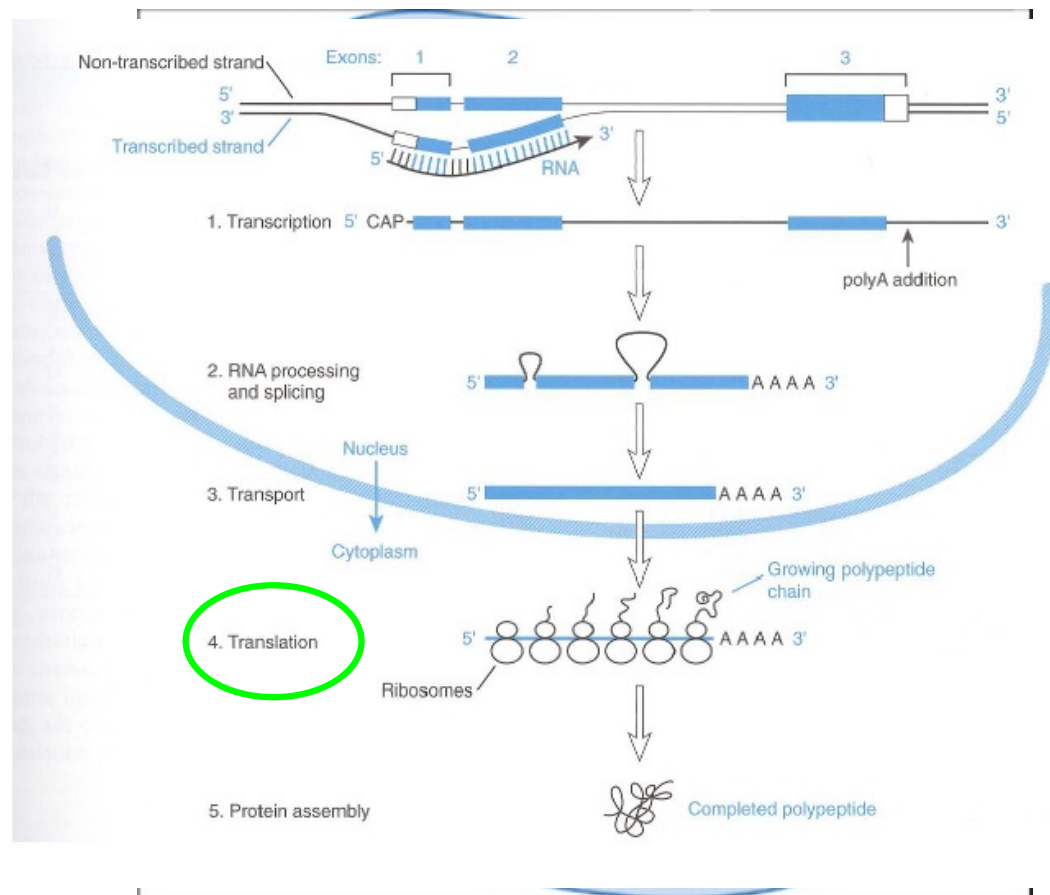 Exons: 1 2 3
Non-transcribed strand
5' 3'
3' 5'
Transcribed strand
5' 3'
RNA
1. Transcription 5' CAP 3'
polyA addition
2. RNA processing
and splicing
5' A A A A 3'
Nucleus
3. Transport 5' A A A A 3'
Cytoplasm
Growing polypeptide
chain
4. Translation 5' A A A A 3'
Ribosomes
5. Protein assembly Completed polypeptide